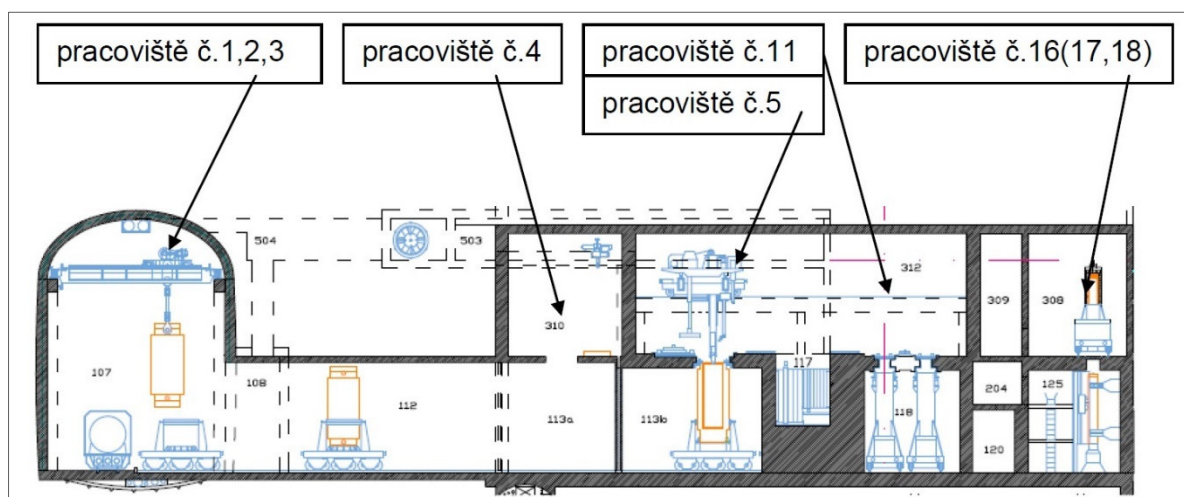 pracoviště č.1,2,3
pracoviště č.4
pracoviště č.11
pracoviště č.16(17,18)
pracoviště č.5
504
503
312
309
308
310
107
108
112
113a
113b
117
118
204
120
125